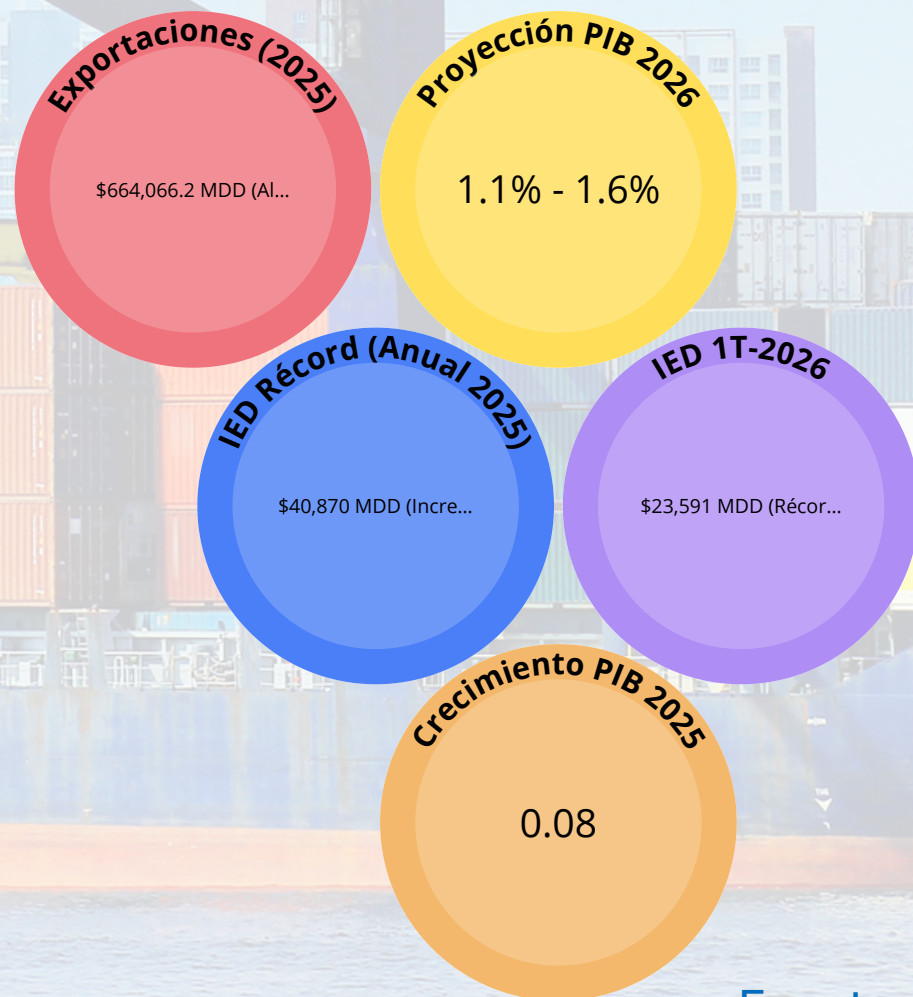 Exportaciones (2025)
$664,066.2 MDD (Al...
Proyección PIB 2026
1.1% - 1.6%
IED Récord (Anual 2025)
$40,870 MDD (Incre...
IED 1T-2026
$23,591 MDD (Récor...
Crecimiento PIB 2025
0.08